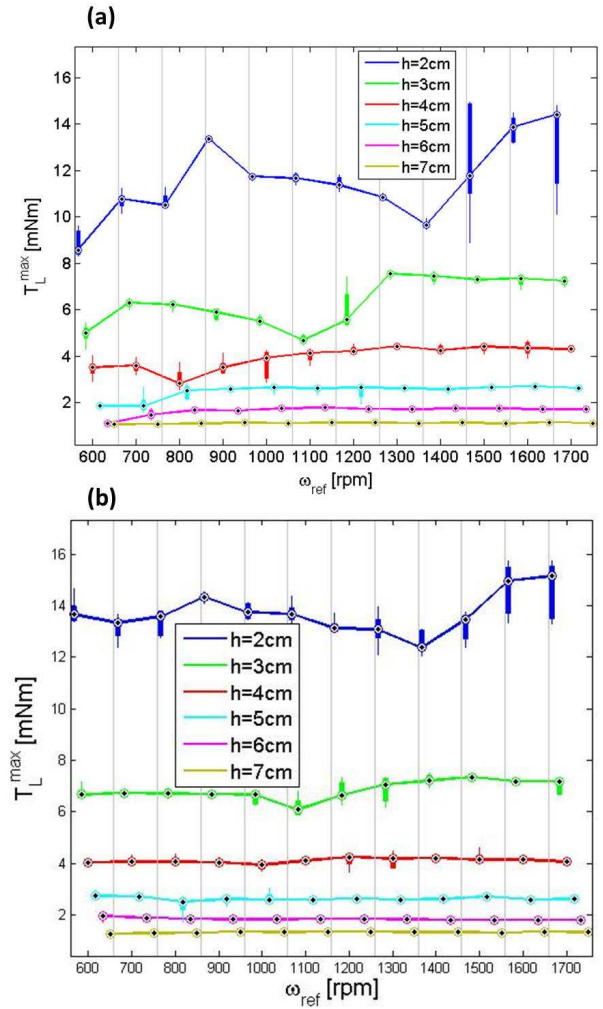 (a)
16
14
12
10
8
6
4
2
T_L^max [mNm]
h=2cm
h=3cm
h=4cm
h=5cm
h=6cm
h=7cm
600 700 800 900 1000 1100 1200 1300 1400 1500 1600 1700
ω_ref [rpm]
(b)
16
14
12
10
8
6
4
2
T_L^max [mNm]
h=2cm
h=3cm
h=4cm
h=5cm
h=6cm
h=7cm
600 700 800 900 1000 1100 1200 1300 1400 1500 1600 1700
ω_ref [rpm]